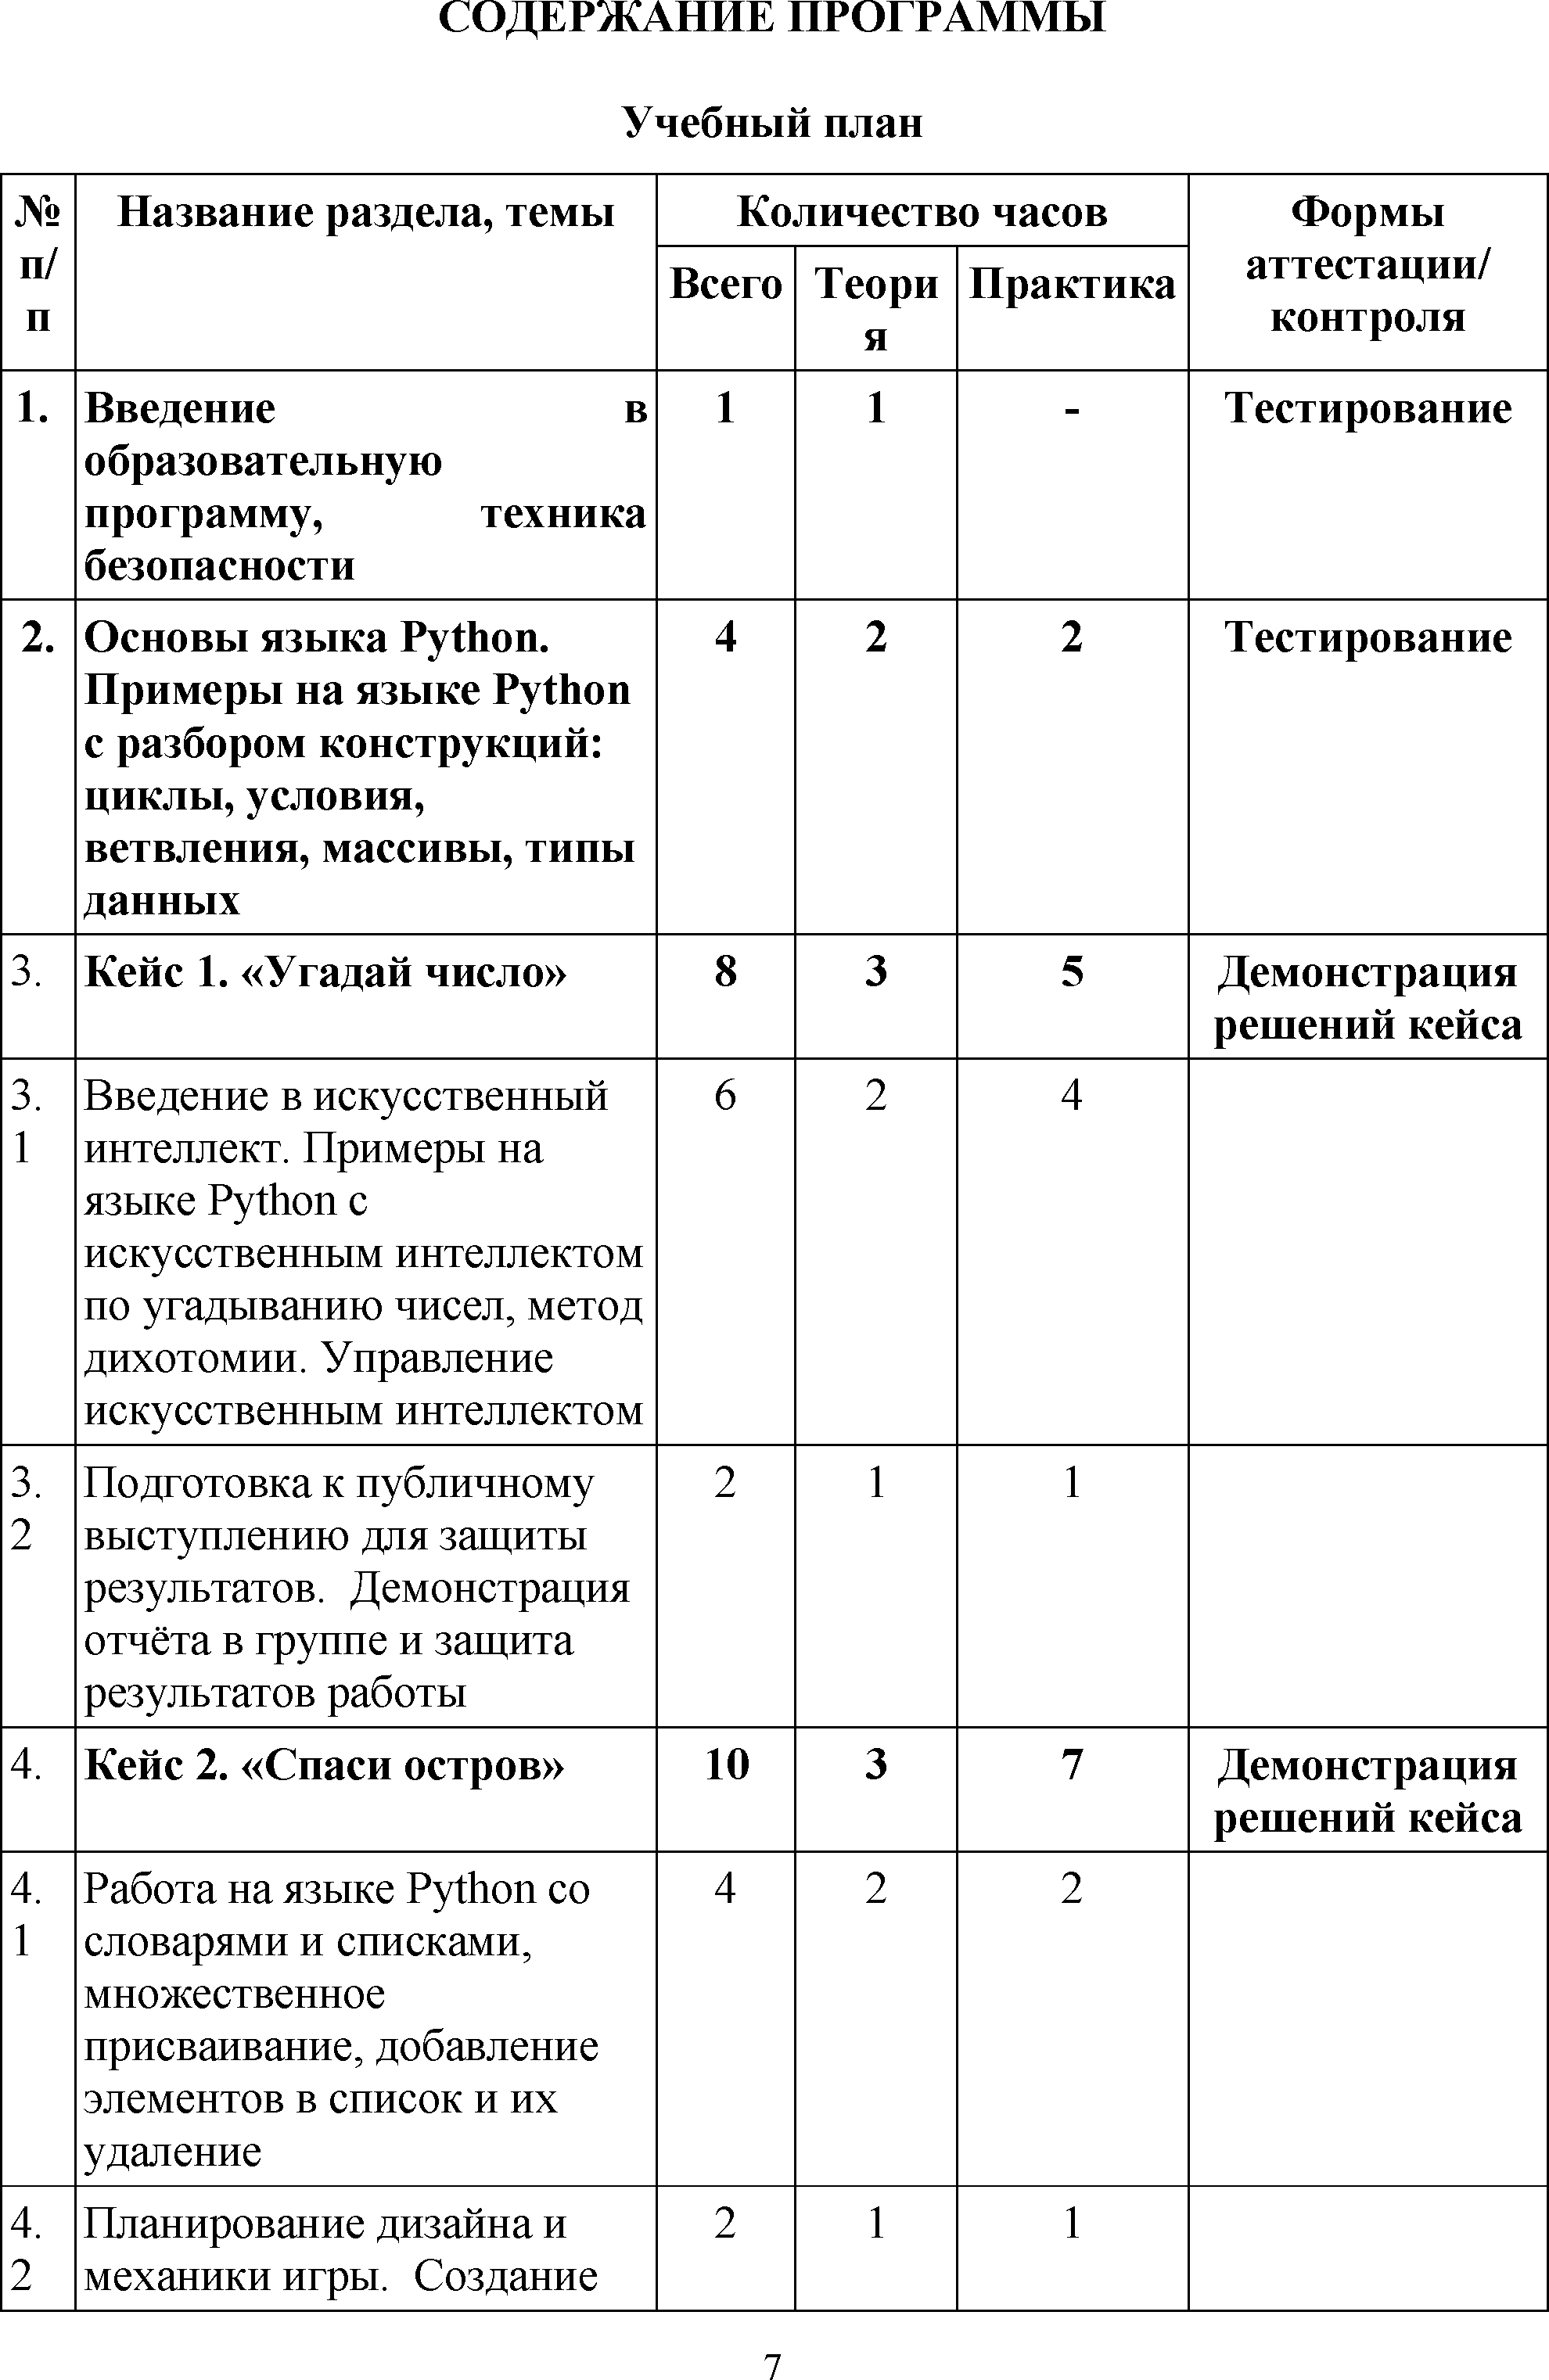 СОДЕРЖАНИЕ ПРОГРАММЫ
Учебный план
№ п/ п
Название раздела, темы
Количество часов
Формы аттестации/ контроля
Всего
Теори я
Практика
1.
Введение в
образовательную
программу, техника
безопасности
1
1
-
Тестирование
2.
Основы языка Python.
Примеры на языке Python
с разбором конструкций:
циклы, условия,
ветвления, массивы, типы
данных
4
2
2
Тестирование
3.
Кейс 1. «Угадай число»
8
3
5
Демонстрация
решений кейса
3.
1
Введение в искусственный
интеллект. Примеры на
языке Python с
искусственным интеллектом
по угадыванию чисел, метод
дихотомии. Управление
искусственным интеллектом
6
2
4
3.
2
Подготовка к публичному
выступлению для защиты
результатов. Демонстрация
отчёта в группе и защита
результатов работы
2
1
1
4.
Кейс 2. «Спаси остров»
10
3
7
Демонстрация
решений кейса
4.
1
Работа на языке Python со
словарями и списками,
множественное
присваивание, добавление
элементов в список и их
удаление
4
2
2
4.
2
Планирование дизайна и
механики игры. Создание
2
1
1
7